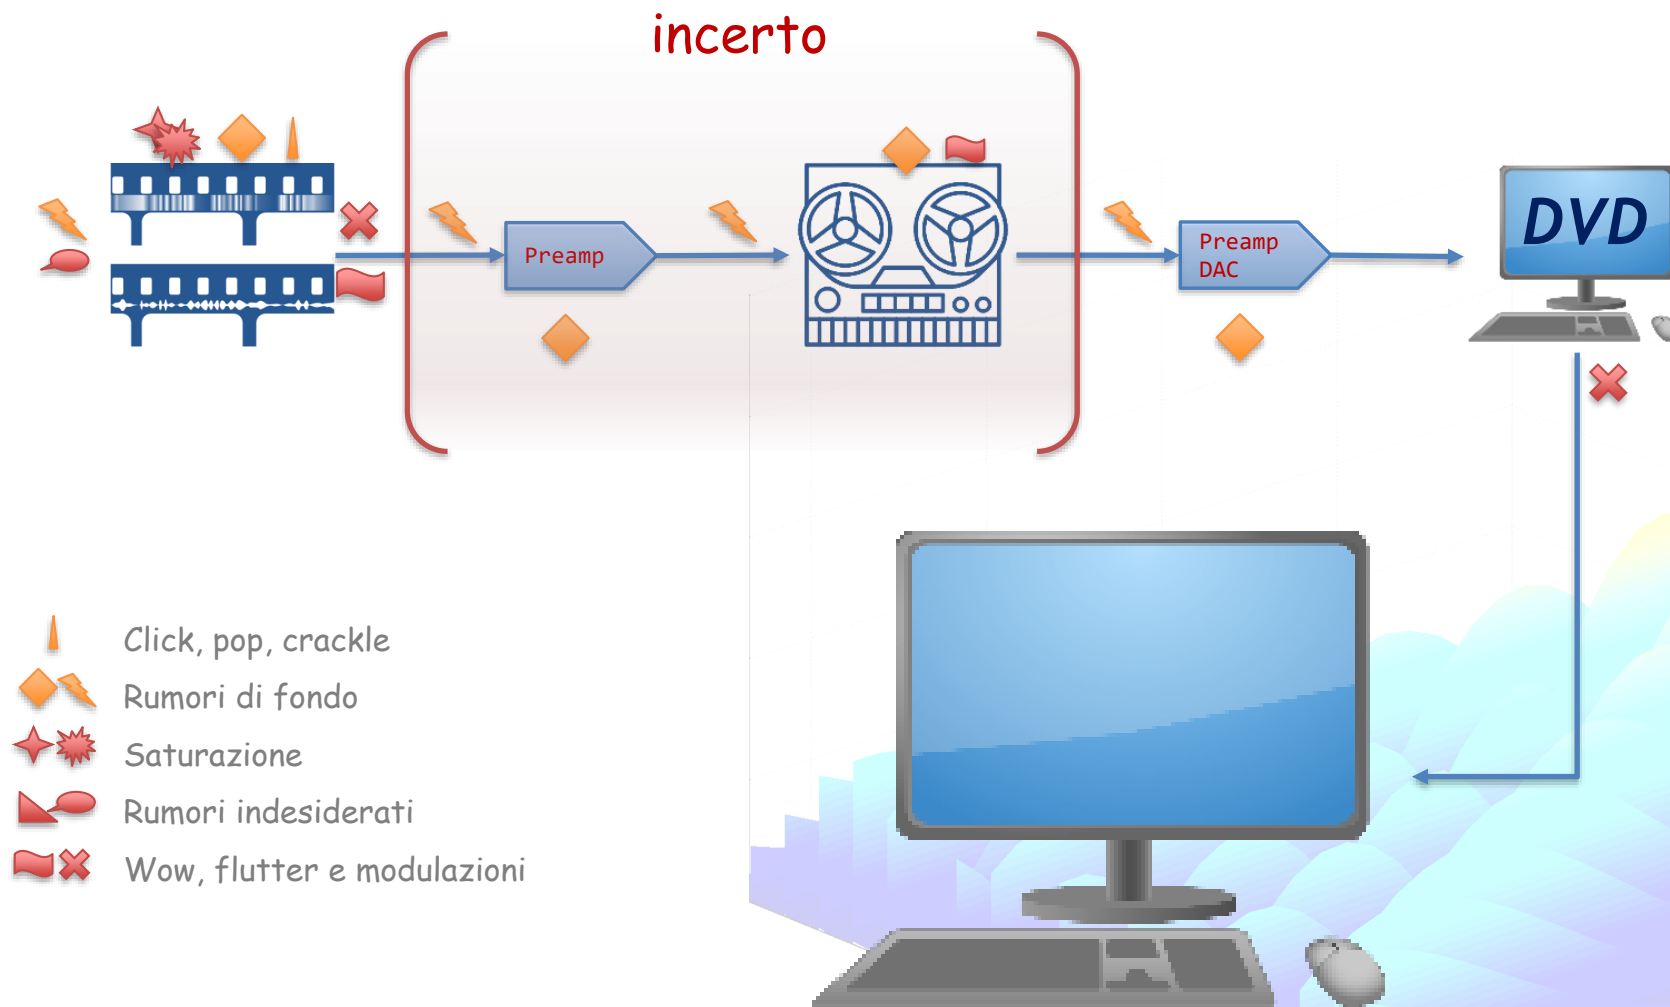 incerto
Preamp
Preamp
DAC
DVD
Click, pop, crackle
Rumori di fondo
Saturazione
Rumori indesiderati
Wow, flutter e modulazioni